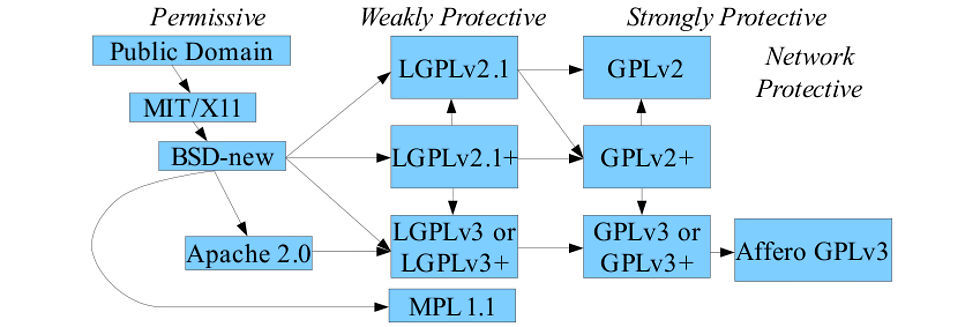 Permissive
Weakly Protective
Strongly Protective
Network
Protective
Public Domain
MIT/X11
BSD-new
Apache 2.0
LGPLv2.1
LGPLv2.1+
LGPLv3 or
LGPLv3+
MPL 1.1
GPLv2
GPLv2+
GPLv3 or
GPLv3+
Affero GPLv3